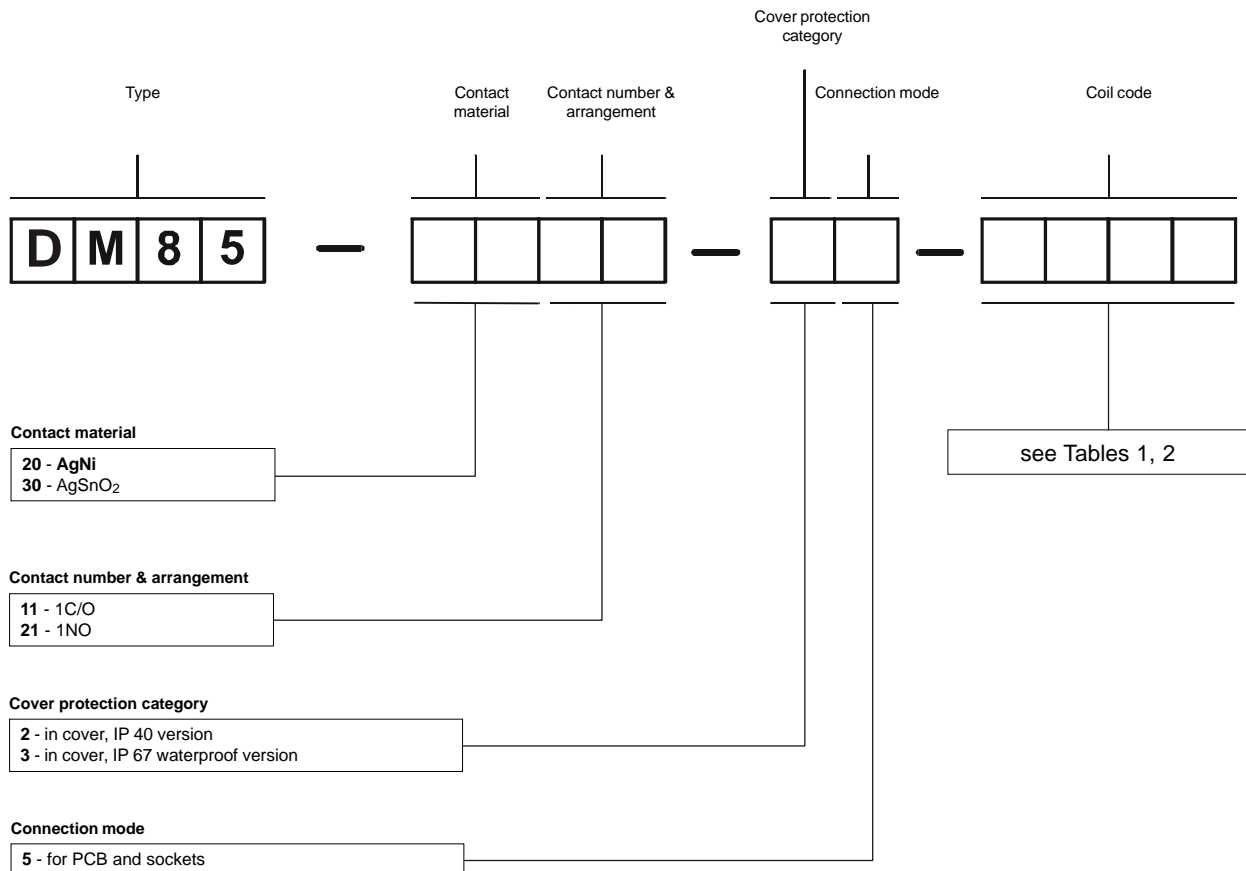 Cover protection
category
Type
Contact
material
Contact number &
arrangement
Connection mode
Coil code
DM85 — — —
Contact material
20 - AgNi
30 - AgSnO₂
see Tables 1, 2
Contact number & arrangement
11 - 1C/O
21 - 1NO
Cover protection category
2 - in cover, IP 40 version
3 - in cover, IP 67 waterproof version
Connection mode
5 - for PCB and sockets